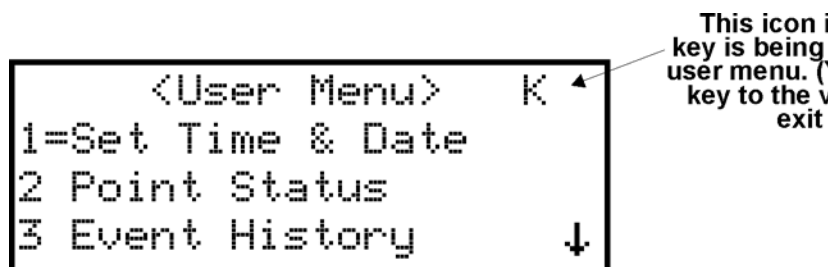 <User Menu> K
1=Set Time & Date
2 Point Status
3 Event History ↓
This icon
key is being
user menu.
key to the
exit